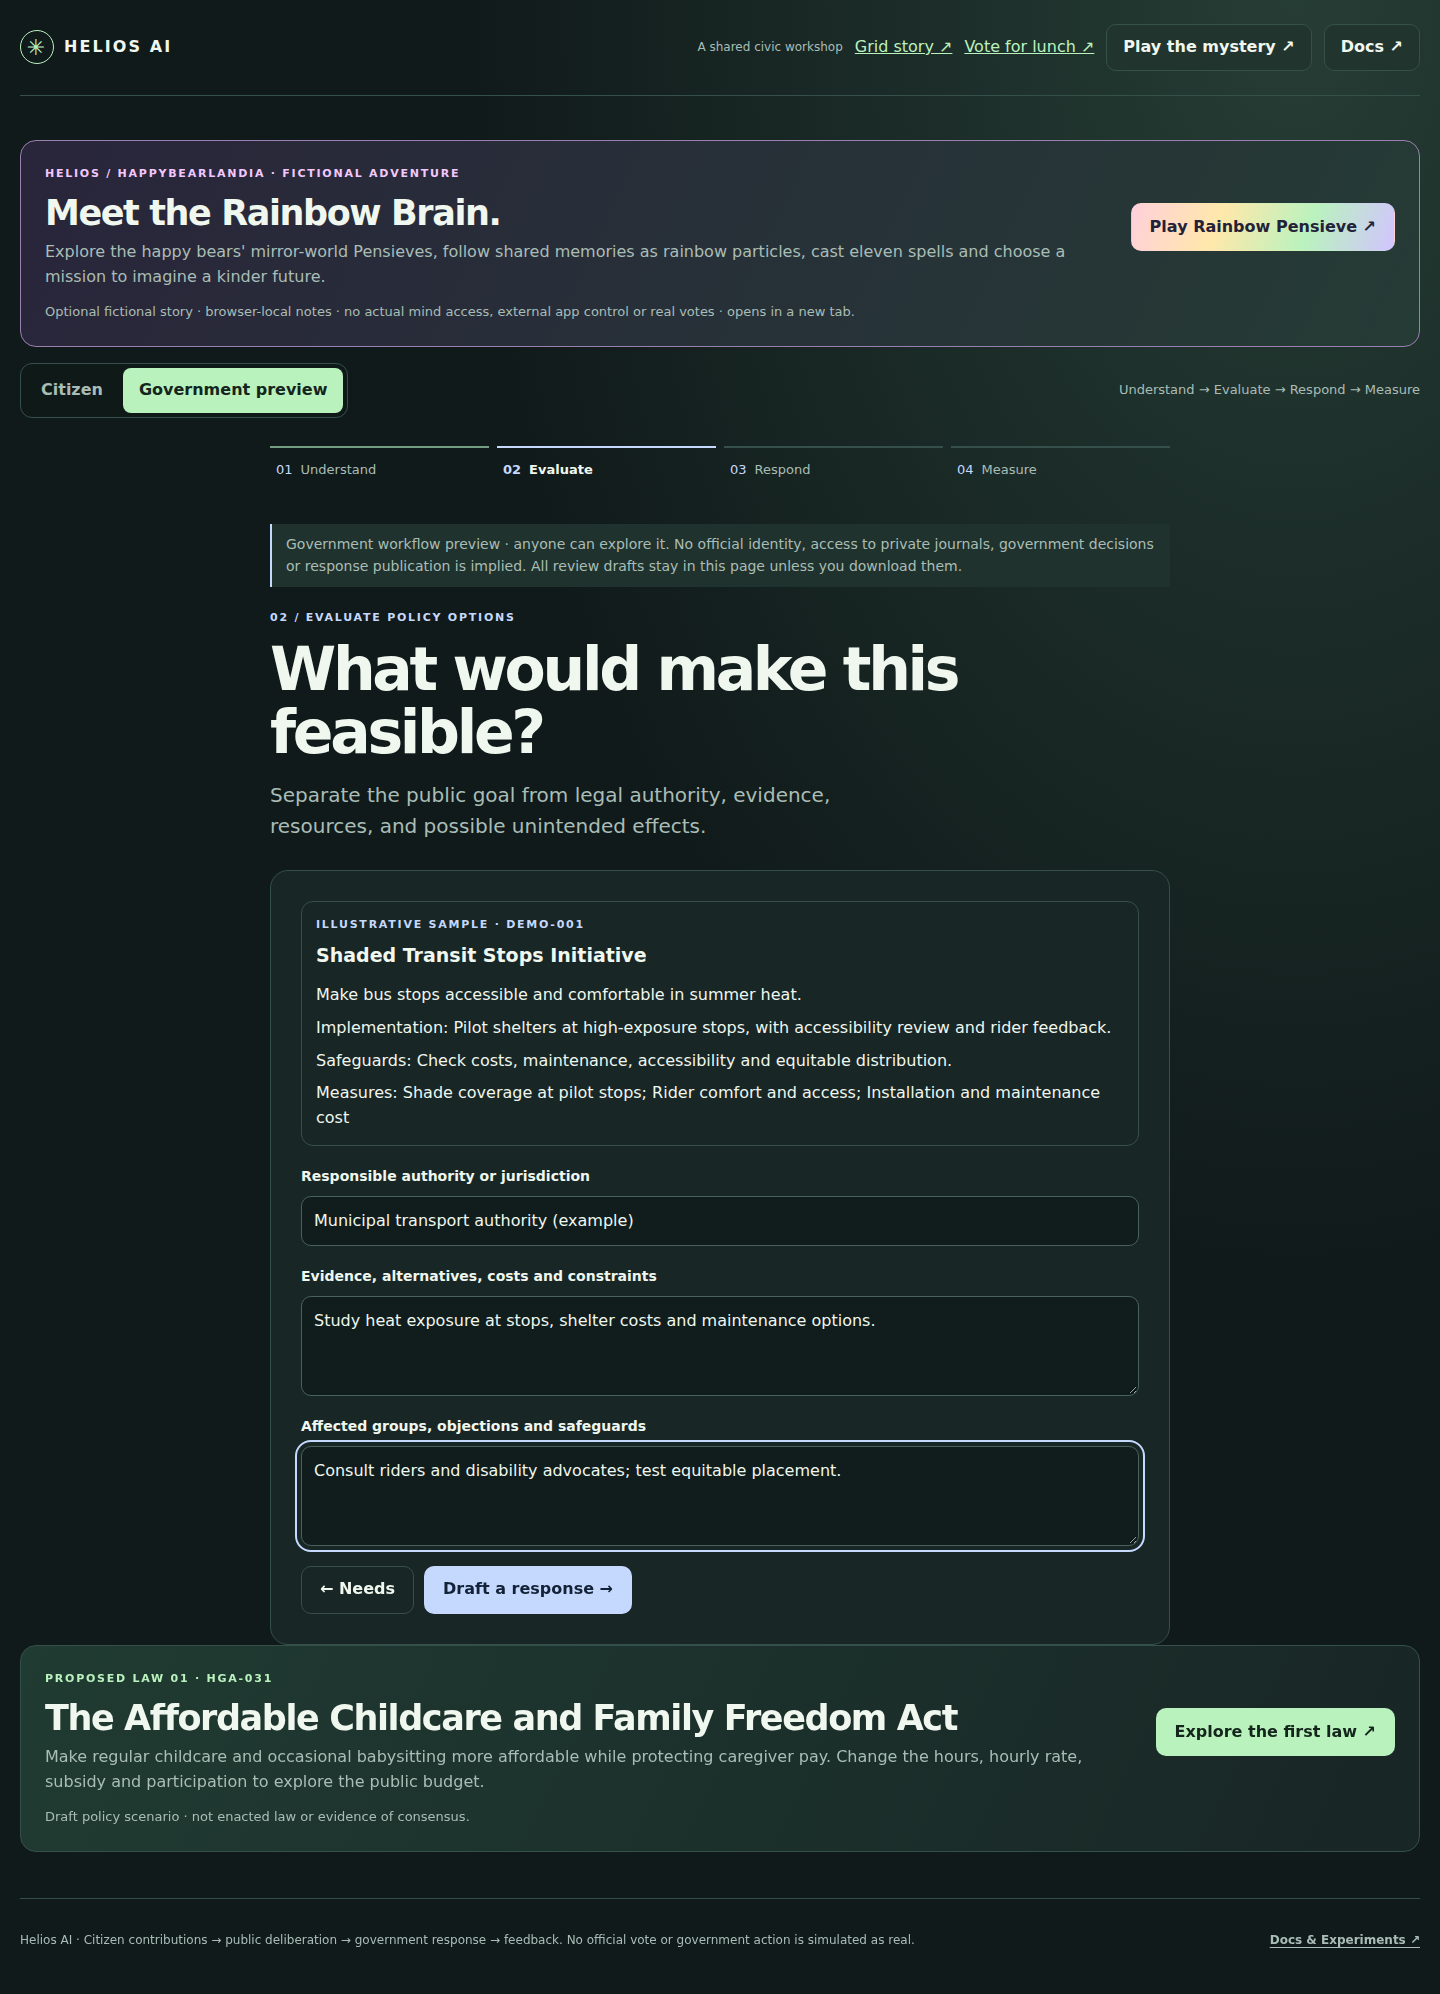 HELIOS AI
A shared civic workshop
Grid story ↗
Vote for lunch ↗
Play the mystery ↗
Docs ↗
HELIOS / HAPPYBEARLANDIA · FICTIONAL ADVENTURE
Meet the Rainbow Brain.
Explore the happy bears' mirror-world Pensieves, follow shared memories as rainbow particles, cast eleven spells and choose a
mission to imagine a kinder future.
Optional fictional story · browser-local notes · no actual mind access, external app control or real votes · opens in a new tab.
Play Rainbow Pensieve ↗
Citizen
Government preview
Understand → Evaluate → Respond → Measure
01 Understand
02 Evaluate
03 Respond
04 Measure
Government workflow preview · anyone can explore it. No official identity, access to private journals, government decisions
or response publication is implied. All review drafts stay in this page unless you download them.
02 / EVALUATE POLICY OPTIONS
What would make this
feasible?
Separate the public goal from legal authority, evidence,
resources, and possible unintended effects.
ILLUSTRATIVE SAMPLE · DEMO-001
Shaded Transit Stops Initiative
Make bus stops accessible and comfortable in summer heat.
Implementation: Pilot shelters at high-exposure stops, with accessibility review and rider feedback.
Safeguards: Check costs, maintenance, accessibility and equitable distribution.
Measures: Shade coverage at pilot stops; Rider comfort and access; Installation and maintenance
cost
Responsible authority or jurisdiction
Municipal transport authority (example)
Evidence, alternatives, costs and constraints
Study heat exposure at stops, shelter costs and maintenance options.
Affected groups, objections and safeguards
Consult riders and disability advocates; test equitable placement.
← Needs
Draft a response →
PROPOSED LAW 01 · HGA-031
The Affordable Childcare and Family Freedom Act
Make regular childcare and occasional babysitting more affordable while protecting caregiver pay. Change the hours, hourly rate,
subsidy and participation to explore the public budget.
Draft policy scenario · not enacted law or evidence of consensus.
Explore the first law ↗
Helios AI · Citizen contributions → public deliberation → government response → feedback. No official vote or government action is simulated as real.
Docs & Experiments ↗